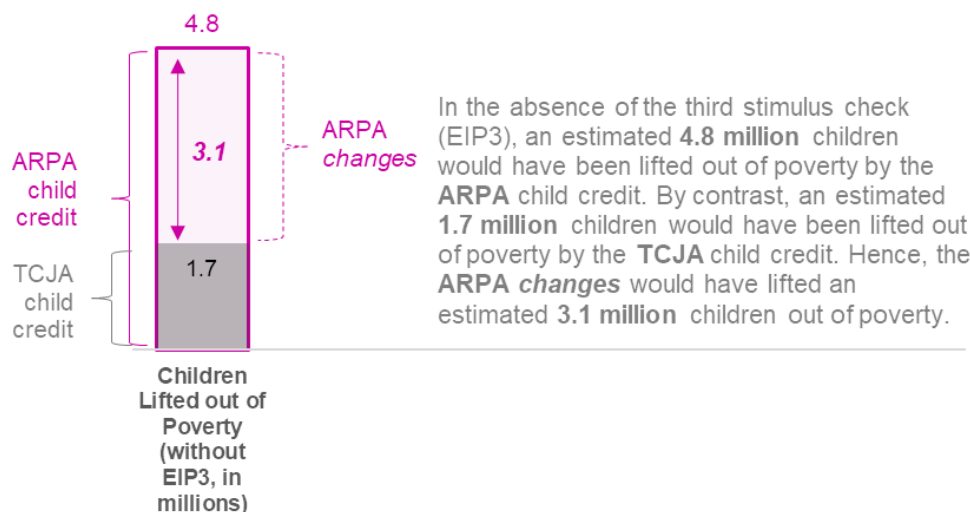 4.8
3.1
ARPA
changes
ARPA
child
credit
1.7
TCJA
child
credit
In the absence of the third stimulus check
(EIP3), an estimated 4.8 million children
would have been lifted out of poverty by the
ARPA child credit. By contrast, an estimated
1.7 million children would have been lifted out
of poverty by the TCJA child credit. Hence, the
ARPA changes would have lifted an
estimated 3.1 million children out of poverty.
Children
Lifted out of
Poverty
(without
EIP3, in
millions)